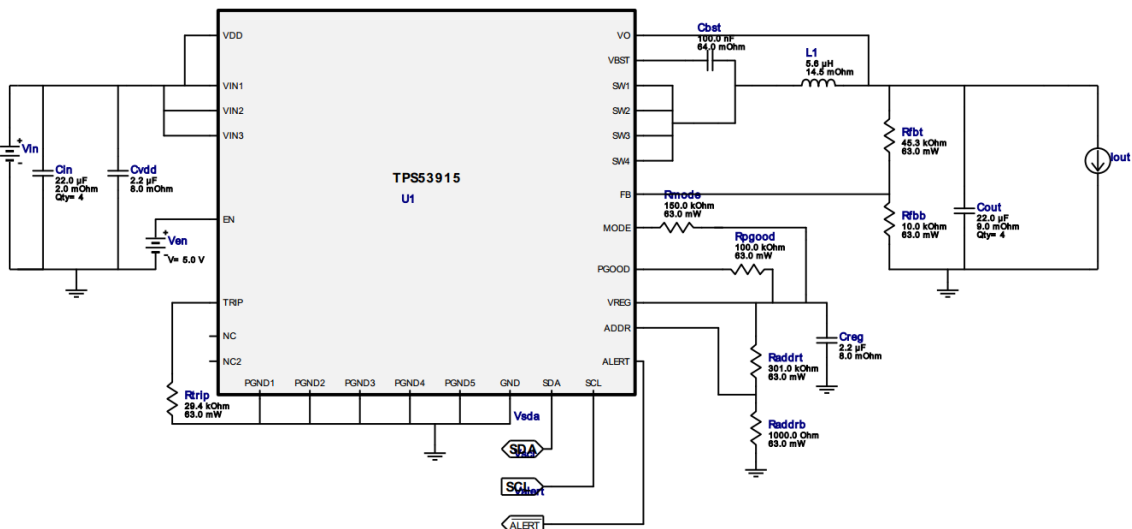 VDD
VIN1
VIN2
VIN3
EN
TRIP
NC
NC2
PGND1
PGND2
PGND3
PGND4
PGND5
GND
SDA
SCL
TPS53915
U1
VO
VBST
SW1
SW2
SW3
SW4
FB
MODE
PGOOD
VREG
ADDR
ALERT
Vin
+
-
Cin
22.0 µF
2.0 mOhm
Qty= 4
Cvdd
2.2 µF
8.0 mOhm
Ven
+
-
V= 5.0 V
Rtrip
29.4 kOhm
63.0 mW
Cbst
100.0 nF
64.0 mOhm
L1
5.6 µH
14.5 mOhm
Rfbt
45.3 kOhm
63.0 mW
Rfbb
10.0 kOhm
63.0 mW
Cout
22.0 µF
9.0 mOhm
Qty= 4
Iout
Rmode
150.0 kOhm
63.0 mW
Rpgood
100.0 kOhm
63.0 mW
Creg
2.2 µF
8.0 mOhm
Raddrt
301.0 kOhm
63.0 mW
Raddrb
1000.0 Ohm
63.0 mW
Vsda
SDA
SCL
Valert
ALERT